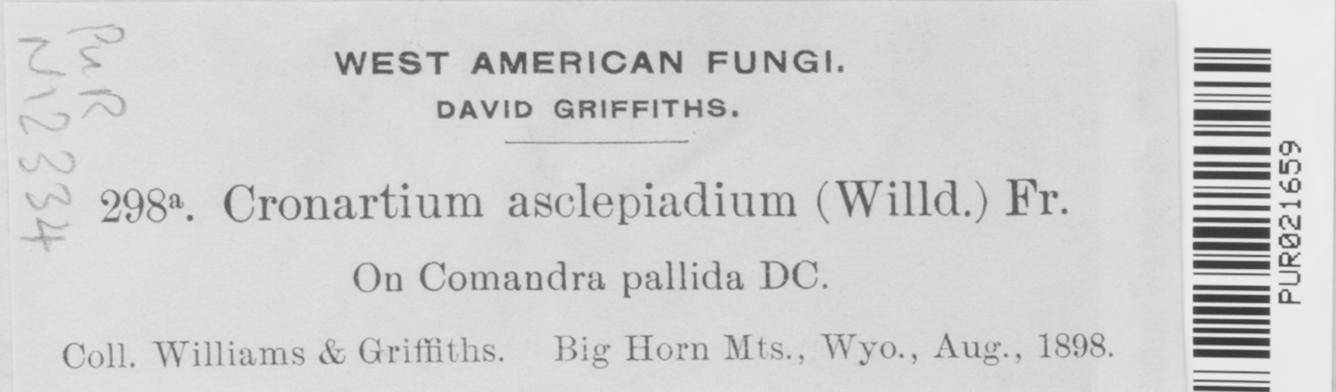 WEST AMERICAN FUNGI.
DAVID GRIFFITHS.
298a. Cronartium asclepiadium (Willd.) Fr.
On Comandra pallida DC.
Coll. Williams & Griffiths. Big Horn Mts., Wyo., Aug., 1898.
PUR
N12334
PUR021659